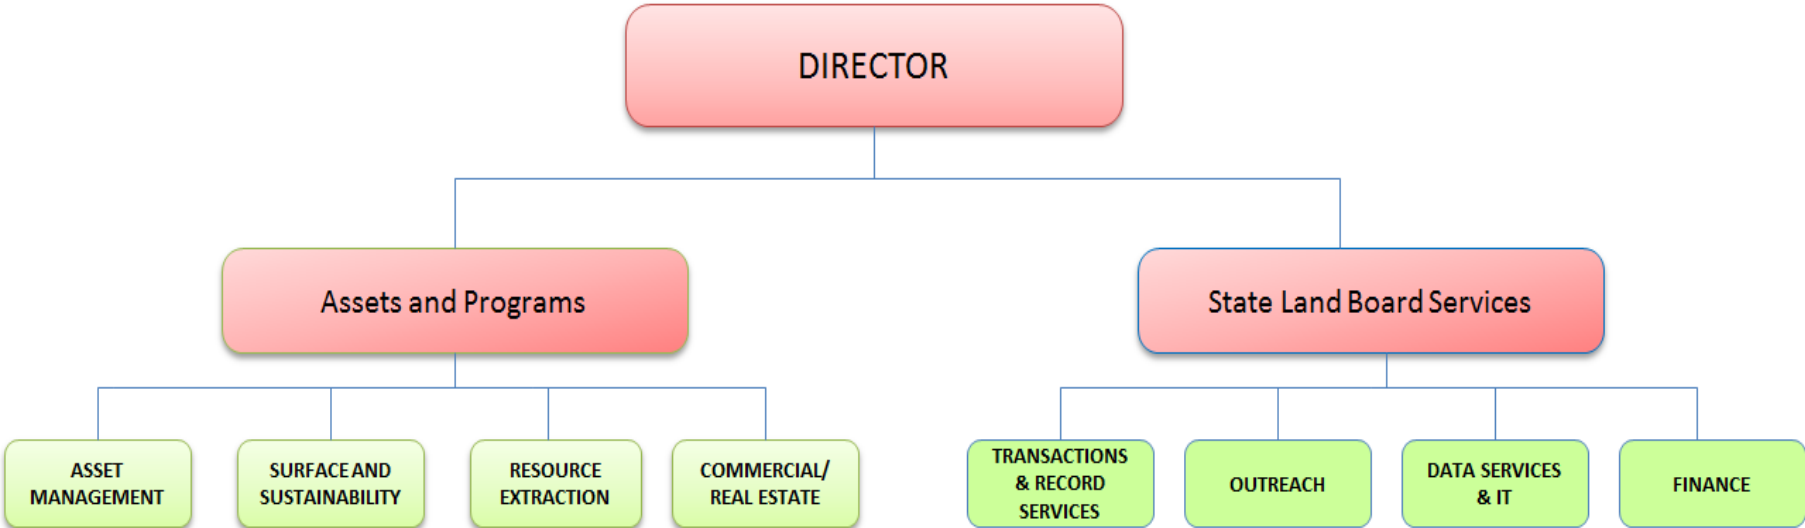 DIRECTOR
Assets and Programs
State Land Board Services
ASSET
MANAGEMENT
SURFACE AND
SUSTAINABILITY
RESOURCE
EXTRACTION
COMMERCIAL/
REAL ESTATE
TRANSACTIONS
& RECORD
SERVICES
OUTREACH
DATA SERVICES
& IT
FINANCE